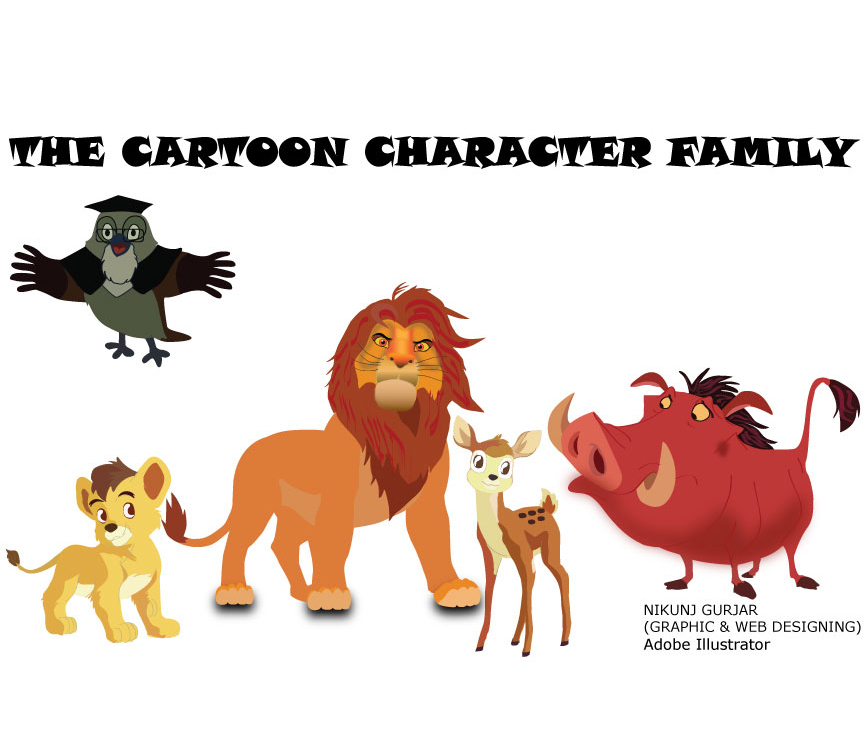 THE CARTOON CHARACTER FAMILY
NIKUNJ GURJAR
(GRAPHIC & WEB DESIGNING)
Adobe Illustrator